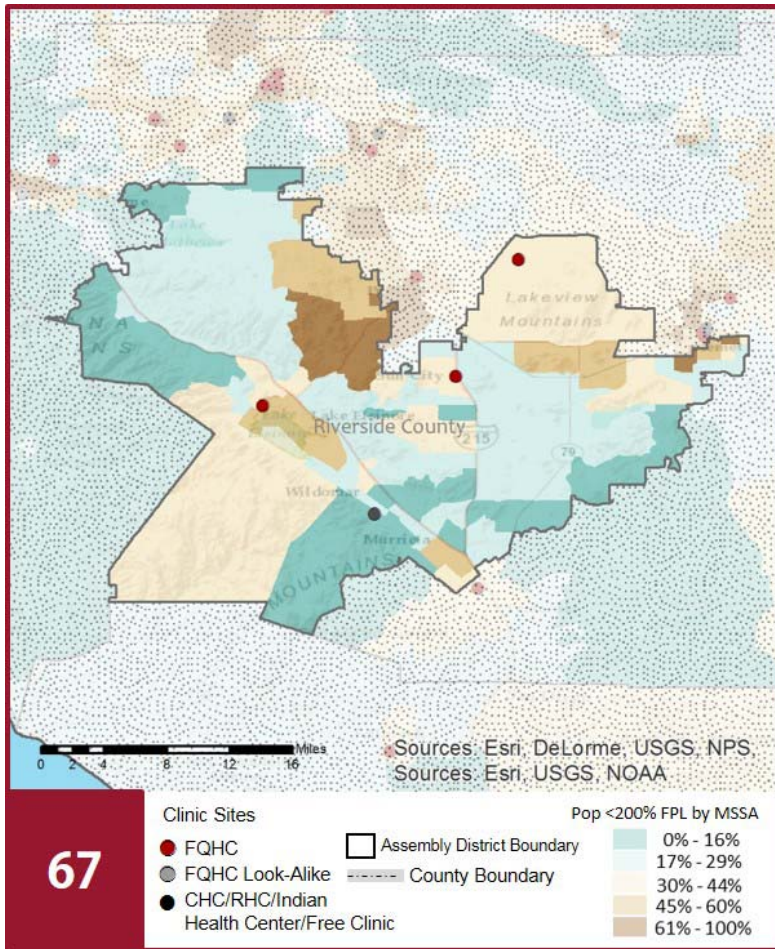 Lakeview
Mountains
Riverside County
215
79
Wildomar
Murrieta
MOUNTAINS
Miles
0 2 4 8 12 16
Sources: Esri, DeLorme, USGS, NPS,
Sources: Esri, USGS, NOAA
67
Clinic Sites
FQHC
FQHC Look-Alike
CHC/RHC/Indian
Health Center/Free Clinic
Assembly District Boundary
County Boundary
Pop <200% FPL by MSSA
0% - 16%
17% - 29%
30% - 44%
45% - 60%
61% - 100%